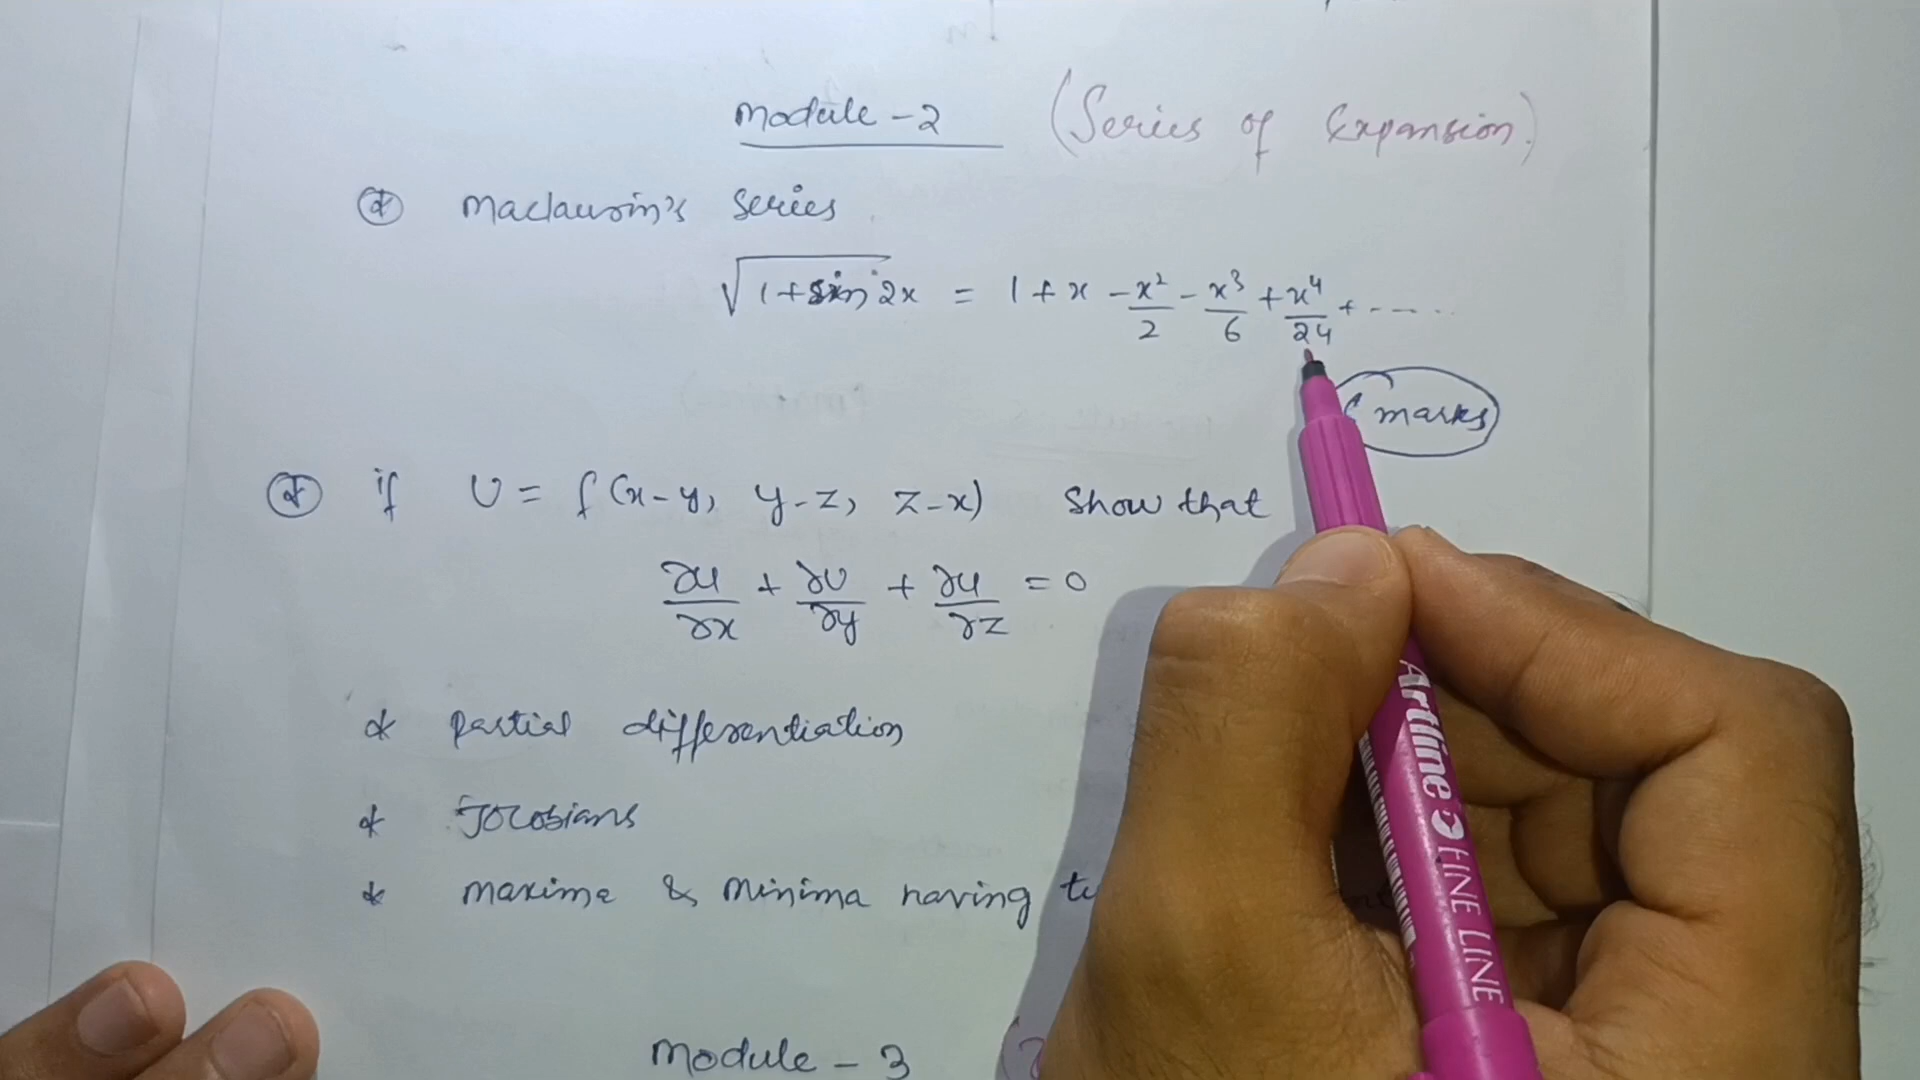 Module - 2 (Series of Expansion)
Maclaurin's series
√1+sin 2x = 1 + x - x²/2 - x³/6 + x⁴/24 + -----
marks
if U = f(x-y, y-z, z-x) Show that
∂u/∂x + ∂u/∂y + ∂u/∂z = 0
* partial differentiation
* Jocobians
* maxima & minima having
Module - 3
Artline FINE LINE